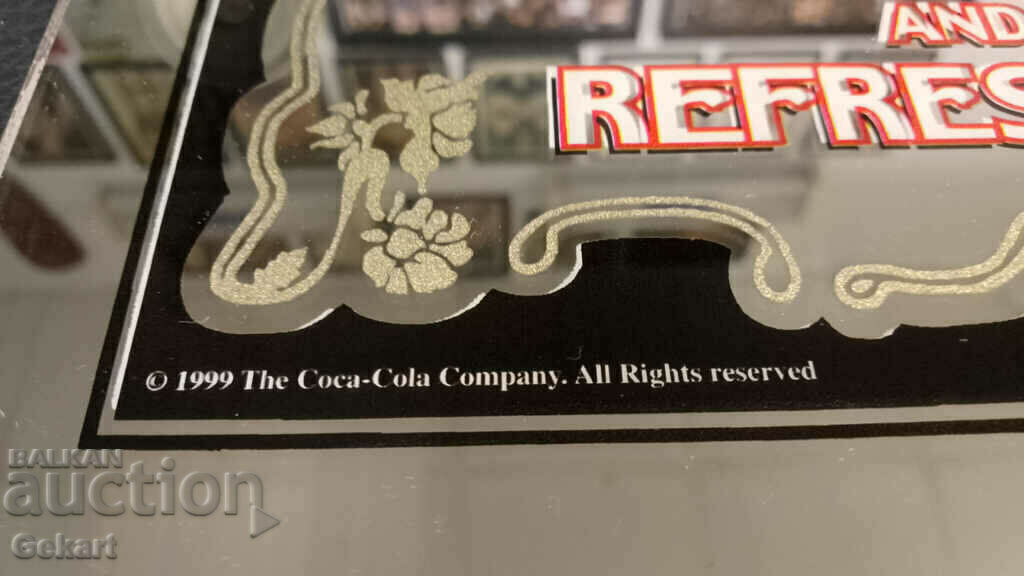 AND
REFRES
© 1999 The Coca-Cola Company. All Rights reserved
BALKAN
auction
Gekart